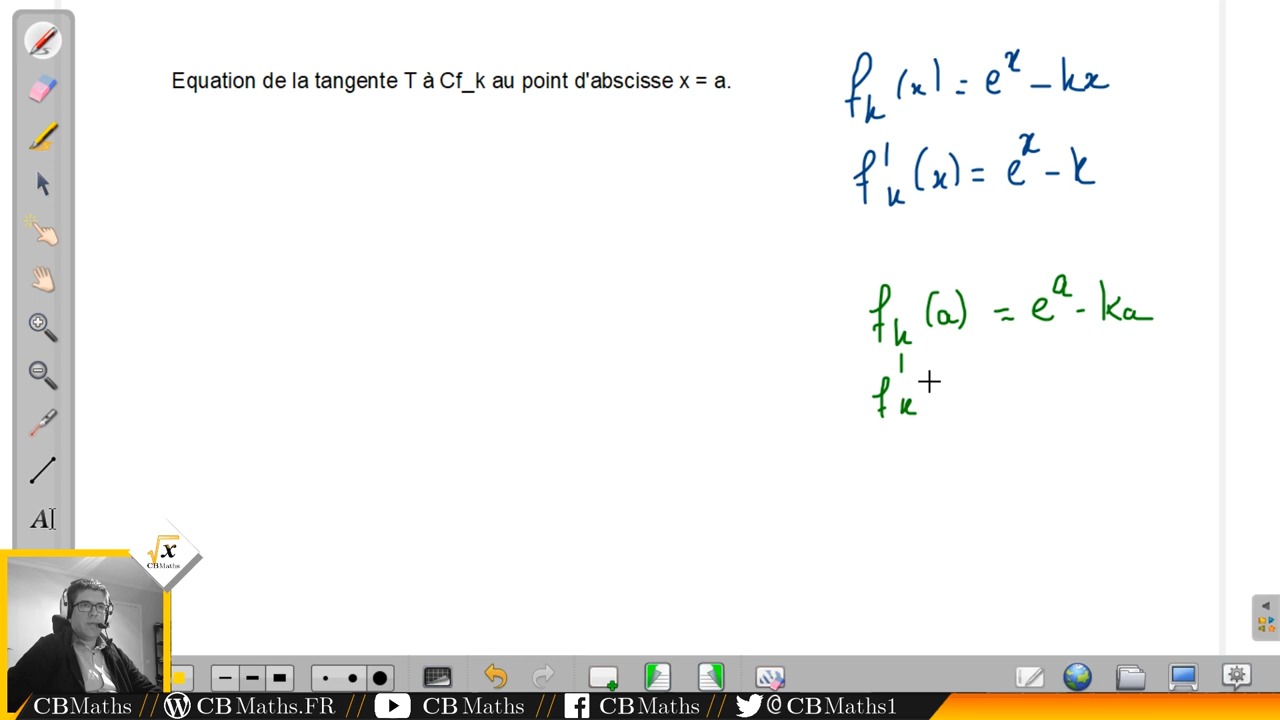 Equation de la tangente T à Cf_k au point d'abscisse x = a.
f_k (x) = e^x - kx
f'_k (x) = e^x - k
f_k (a) = e^a - ka
f'_k
A
√x
CBMaths
CBMaths // CBMaths.FR // CBMaths // CBMaths // @CBMaths1